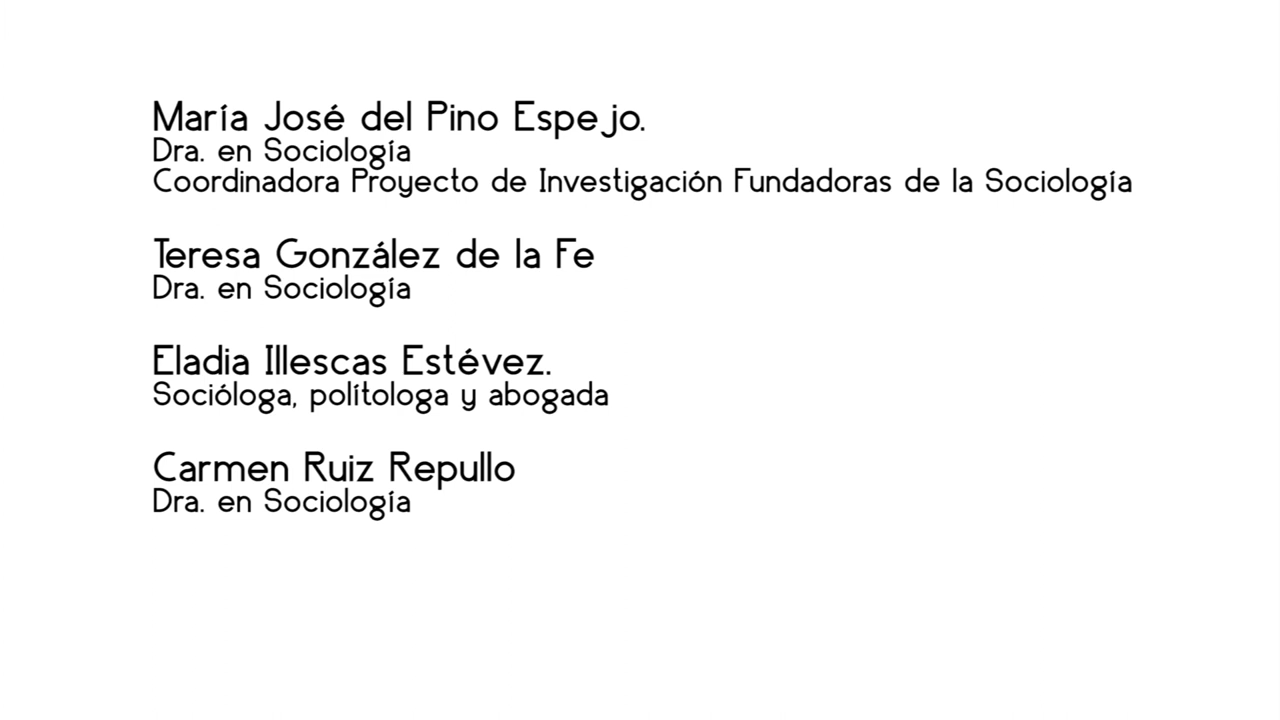 María José del Pino Espejo.
Dra. en Sociología
Coordinadora Proyecto de Investigación Fundadoras de la Sociología
Teresa González de la Fe
Dra. en Sociología
Eladia Illescas Estévez.
Socióloga, polítologa y abogada
Carmen Ruiz Repullo
Dra. en Sociología